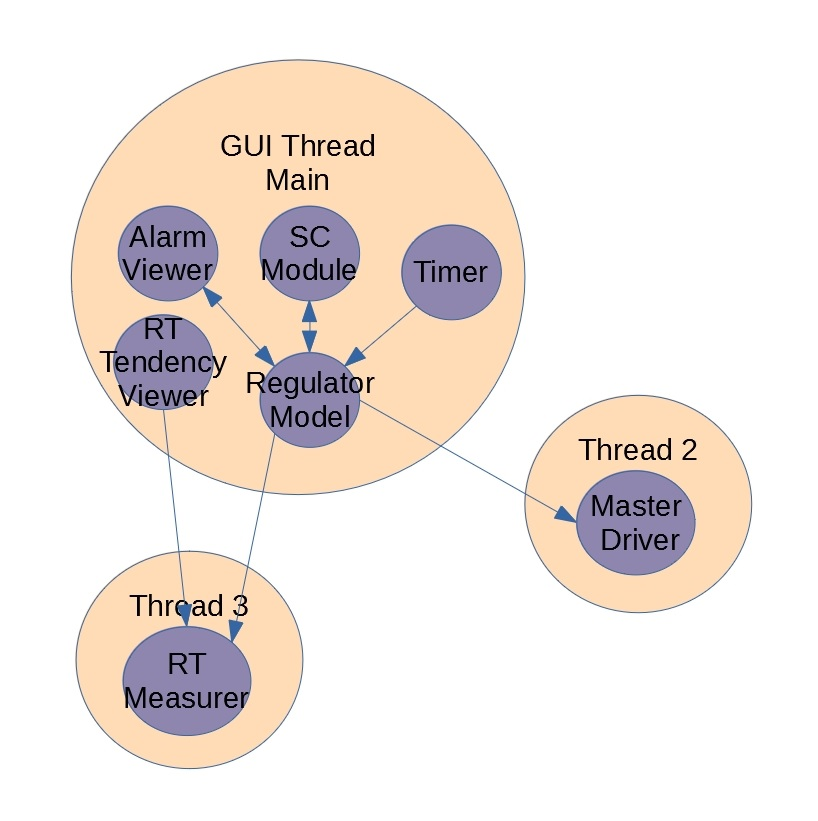 GUI Thread
Main
Alarm
Viewer
SC
Module
Timer
RT
Tendency
Viewer
Regulator
Model
Thread 2
Master
Driver
Thread 3
RT
Measurer